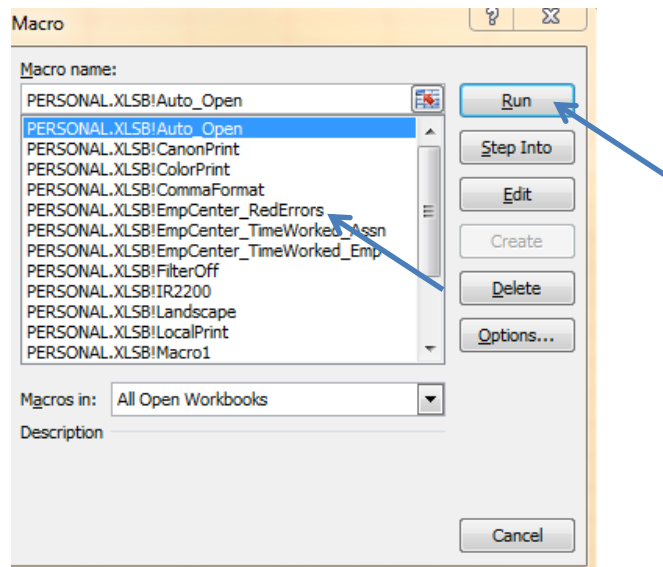 Macro
?
Macro name:
PERSONAL.XLSB!Auto_Open
Run
PERSONAL.XLSB!Auto_Open
PERSONAL.XLSB!CanonPrint
Step Into
PERSONAL.XLSB!ColorPrint
PERSONAL.XLSB!CommaFormat
Edit
PERSONAL.XLSB!EmpCenter_RedErrors
PERSONAL.XLSB!EmpCenter_TimeWorked_Assn
Create
PERSONAL.XLSB!EmpCenter_TimeWorked_Emp
PERSONAL.XLSB!FilterOff
PERSONAL.XLSB!IR2200
Delete
PERSONAL.XLSB!Landscape
PERSONAL.XLSB!LocalPrint
Options...
PERSONAL.XLSB!Macro1
Macros in: All Open Workbooks
Description
Cancel